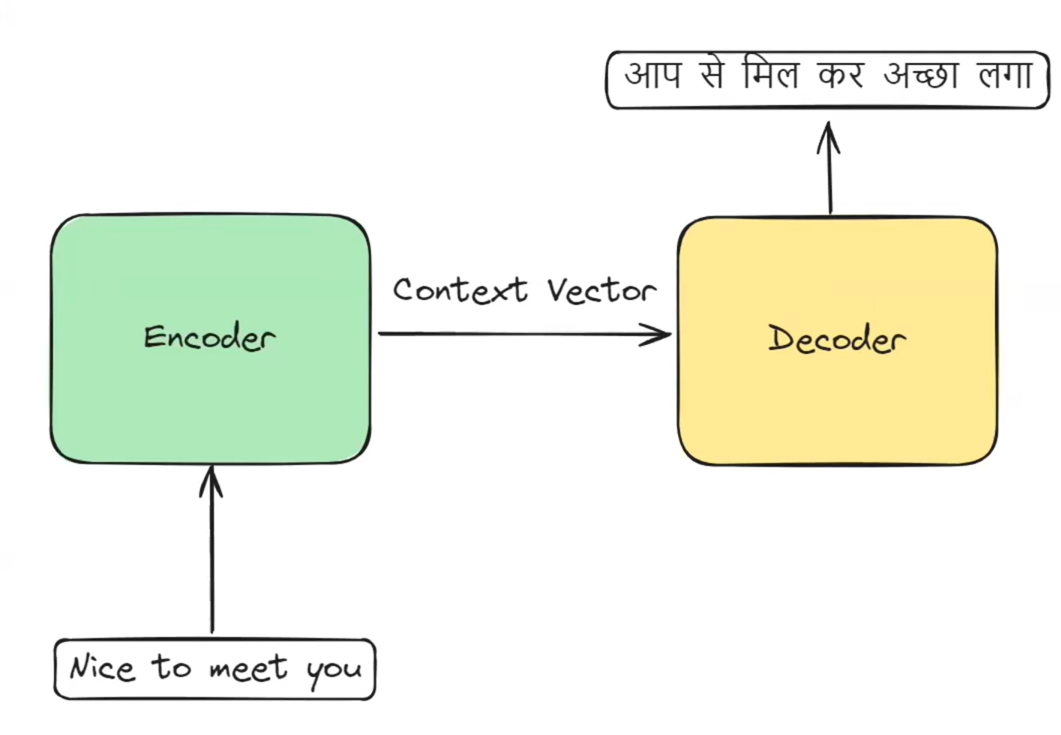 आप से मिल कर अच्छा लगा
Context Vector
Encoder
Decoder
Nice to meet you